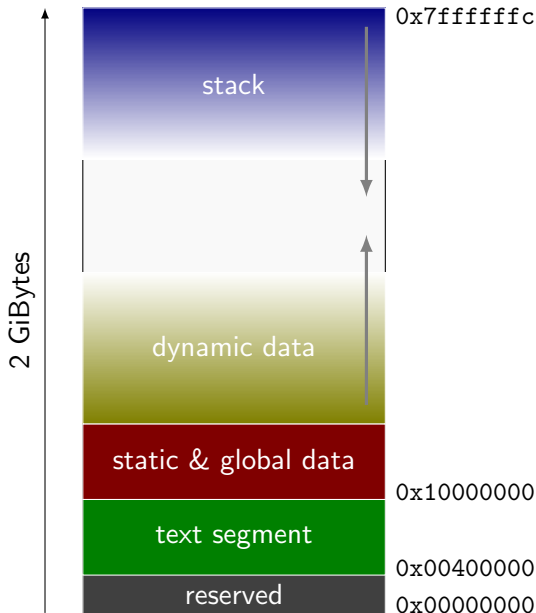 0x7ffffffc
stack
2 GiBytes
dynamic data
static & global data
0x10000000
text segment
0x00400000
reserved
0x00000000